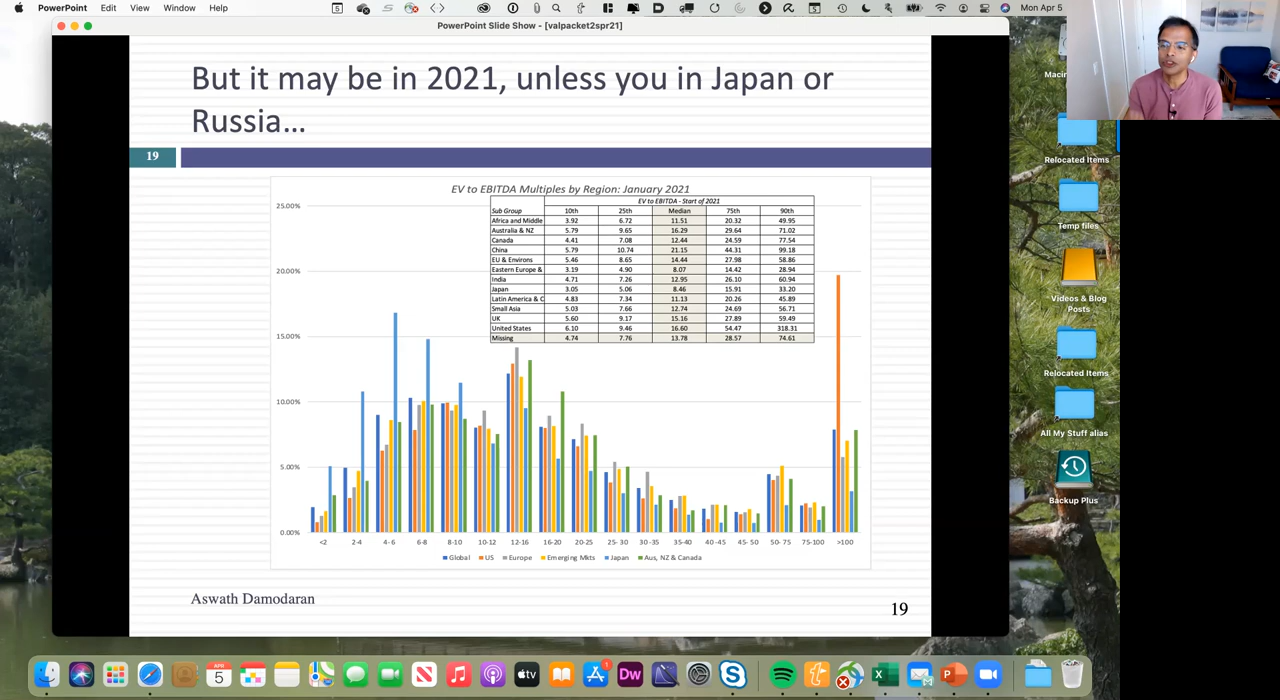 PowerPoint Edit View Window Help
5
5
Mon Apr 5
PowerPoint Slide Show - [valpacket2spr21]
But it may be in 2021, unless you in Japan or
Russia…
19
EV to EBITDA Multiples by Region: January 2021
EV to EBITDA - Start of 2021
Sub Group 10th 25th Median 75th 90th
Africa and Middle 3.92 6.72 11.51 20.32 49.95
Australia & NZ 5.79 9.65 16.29 29.64 71.02
Canada 4.41 7.08 12.44 24.59 77.54
China 5.79 10.74 21.15 44.31 99.18
EU & Environs 5.46 8.65 14.44 27.98 58.86
Eastern Europe & 3.19 4.90 8.07 14.42 28.94
India 4.71 7.26 12.95 26.10 60.94
Japan 3.05 5.06 8.46 15.91 33.20
Latin America & C 4.83 7.34 11.13 20.26 45.89
Small Asia 5.03 7.66 12.74 24.69 56.71
UK 5.60 9.17 15.16 27.89 59.49
United States 6.10 9.46 16.60 54.47 318.31
Missing 4.74 7.76 13.78 28.57 74.61
25.00%
20.00%
15.00%
10.00%
5.00%
0.00%
<2 2-4 4-6 6-8 8-10 10-12 12-16 16-20 20-25 25-30 30-35 35-40 40-45 45-50 50-75 75-100 >100
Global US Europe Emerging Mkts Japan Aus, NZ & Canada
Aswath Damodaran
19
Macin
Relocated Items
Temp files
Videos & Blog
Posts
Relocated Items
All My Stuff alias
Backup Plus
APR
5
tv
1
Dw